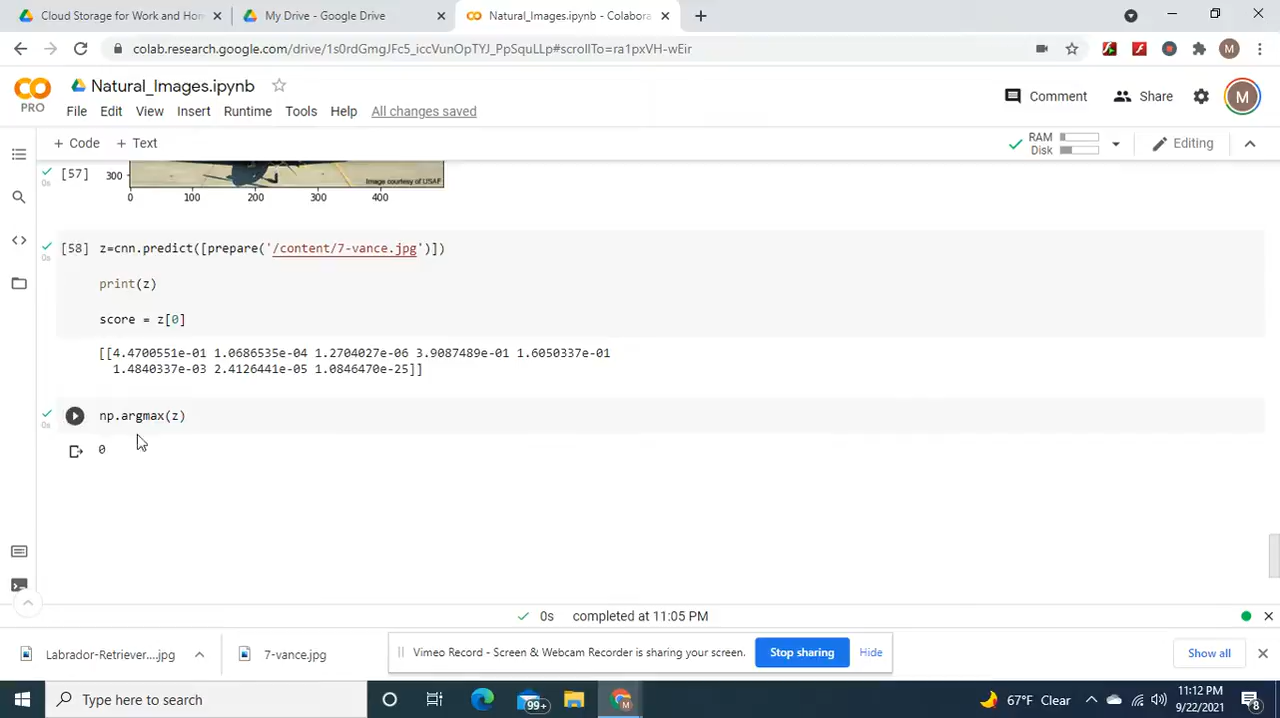 Cloud Storage for Work and Hom
My Drive - Google Drive
Natural_Images.ipynb - Colabora
colab.research.google.com/drive/1s0rdGmgJFc5_iccVunOpTYJ_PpSquLLp#scrollTo=ra1pxVH-wEir
M
Natural_Images.ipynb
PRO
File Edit View Insert Runtime Tools Help All changes saved
Comment Share M
+ Code + Text
RAM
Disk
Editing
[57]
300
Image courtesy of USAF
0 100 200 300 400
0s
[58] z=cnn.predict([prepare('/content/7-vance.jpg')])
0s
print(z)
score = z[0]
[[4.4700551e-01 1.0686535e-04 1.2704027e-06 3.9087489e-01 1.6050337e-01
1.4840337e-03 2.4126441e-05 1.0846470e-25]]
np.argmax(z)
0s
0
0s completed at 11:05 PM
Labrador-Retriever....jpg
7-vance.jpg
Vimeo Record - Screen & Webcam Recorder is sharing your screen.
Stop sharing
Hide
Show all
Type here to search
99+
M
67°F Clear
11:12 PM
9/22/2021
8